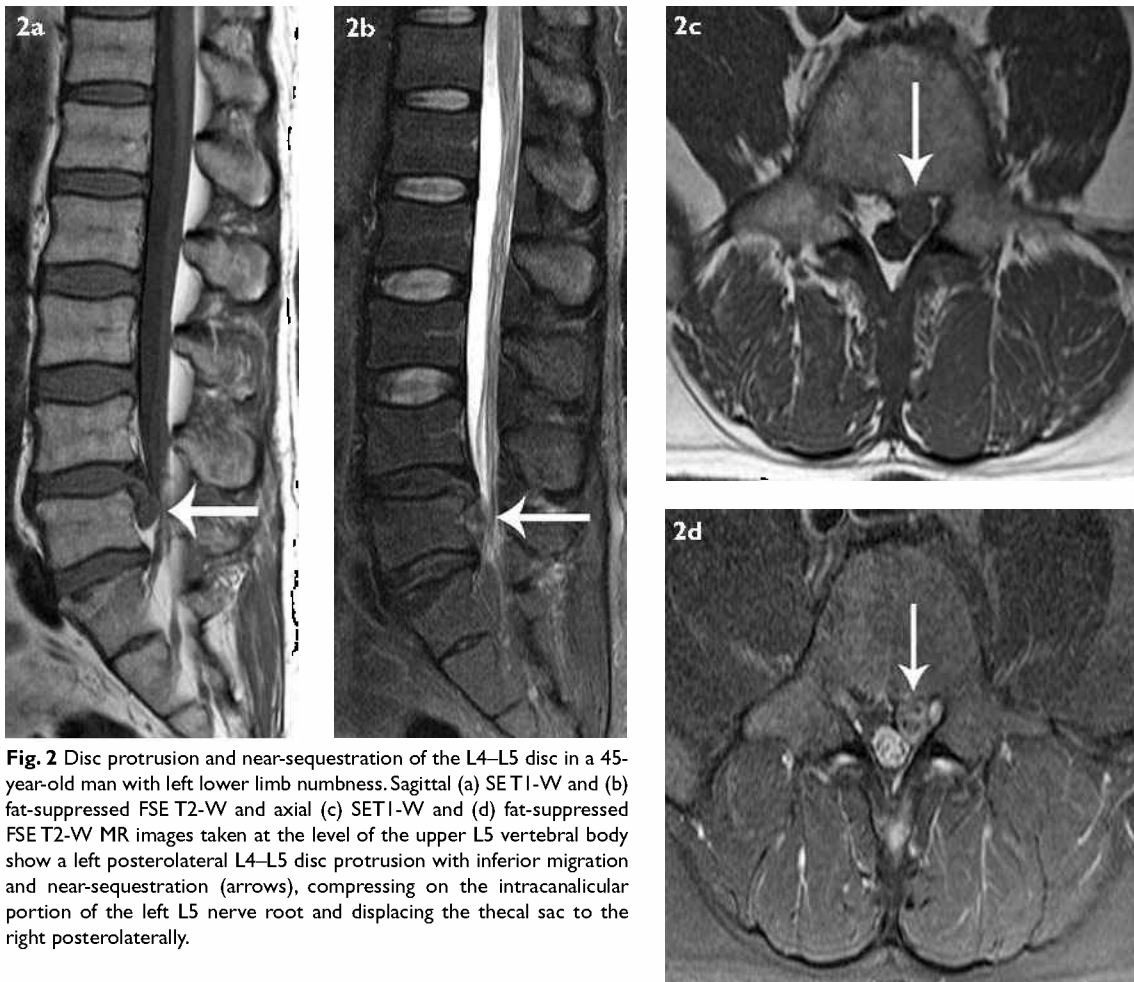 2a
2b
2c
2d
Fig. 2 Disc protrusion and near-sequestration of the L4–L5 disc in a 45-
year-old man with left lower limb numbness. Sagittal (a) SE T1-W and (b)
fat-suppressed FSE T2-W and axial (c) SET1-W and (d) fat-suppressed
FSE T2-W MR images taken at the level of the upper L5 vertebral body
show a left posterolateral L4–L5 disc protrusion with inferior migration
and near-sequestration (arrows), compressing on the intracanalicular
portion of the left L5 nerve root and displacing the thecal sac to the
right posterolaterally.